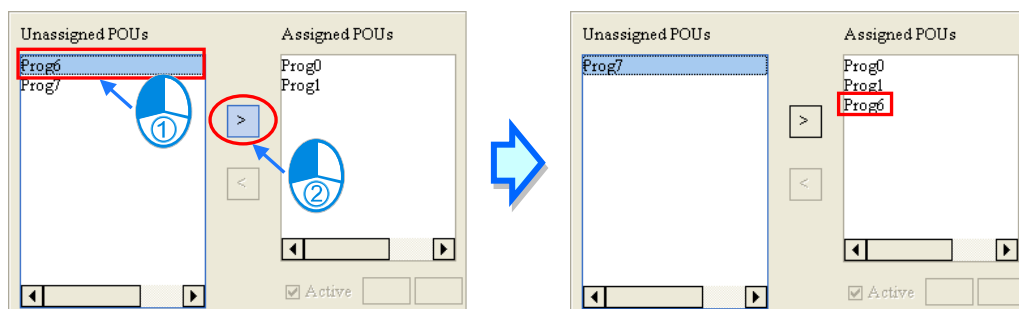 Unassigned POUs
Assigned POUs
Prog6
Prog7
Prog0
Prog1
>
<
①
②
Active
Unassigned POUs
Assigned POUs
Prog7
Prog0
Prog1
Prog6
>
<
Active